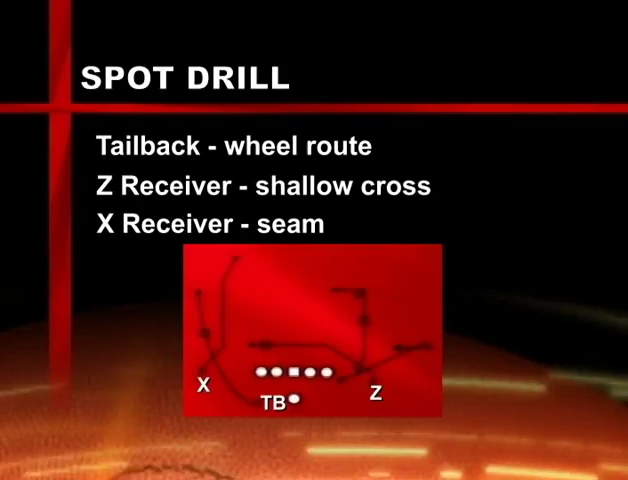 SPOT DRILL
Tailback - wheel route
Z Receiver - shallow cross
X Receiver - seam
X
Z
TB